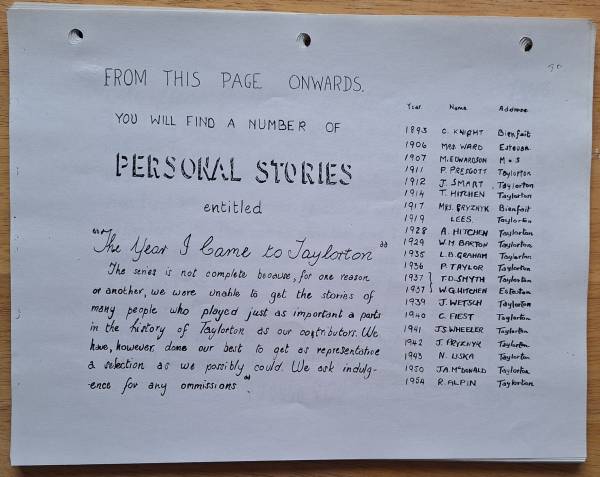 FROM THIS PAGE ONWARDS.
YOU WILL FIND A NUMBER OF
PERSONAL STORIES
entitled
"The Year I Came to Taylorton"
The series is not complete because, for one reason
or another, we were unable to get the stories of
many people who played just as important a parts
in the history of Taylorton as our contributors. We
have, however, done our best to get as representative
a selection as we possibly could. We ask indulg-
ence for any ommissions"
Year Name Address
1893 C. KNIGHT Bienfait
1906 MRS. WARD Estevan
1907 M. EDWARDSON M + S
1911 P. PRESCOTT Taylorton
1912 J. SMART Taylorton
1914 T. HITCHEN Taylorton
1917 MRS. PRYZNYK Bienfait
1919 LEES. Taylorton
1928 A. HITCHEN Taylorton
1929 W.M. BARTON Taylorton
1935 L.B. GRAHAM Taylorton
1936 P. TAYLOR Taylorton
1937 T.D. SMYTH Taylorton
1937 W.G. HITCHEN Estevan
1939 J. WETSCH Taylorton
1940 C. FIEST Taylorton
1941 J.S. WHEELER Taylorton
1942 J. PRYZNYK Taylorton
1943 N. LISKA Taylorton
1950 J.A. McDONALD Taylorton
1954 R. ALPIN Taylorton